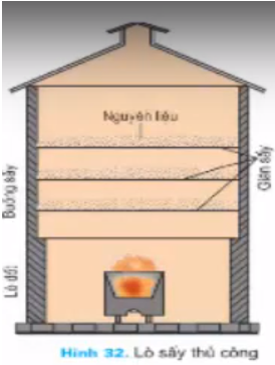 Nguyên liệu
Buồng sấy
Giàn sấy
Lò đốt
Hình 32. Lò sấy thủ công